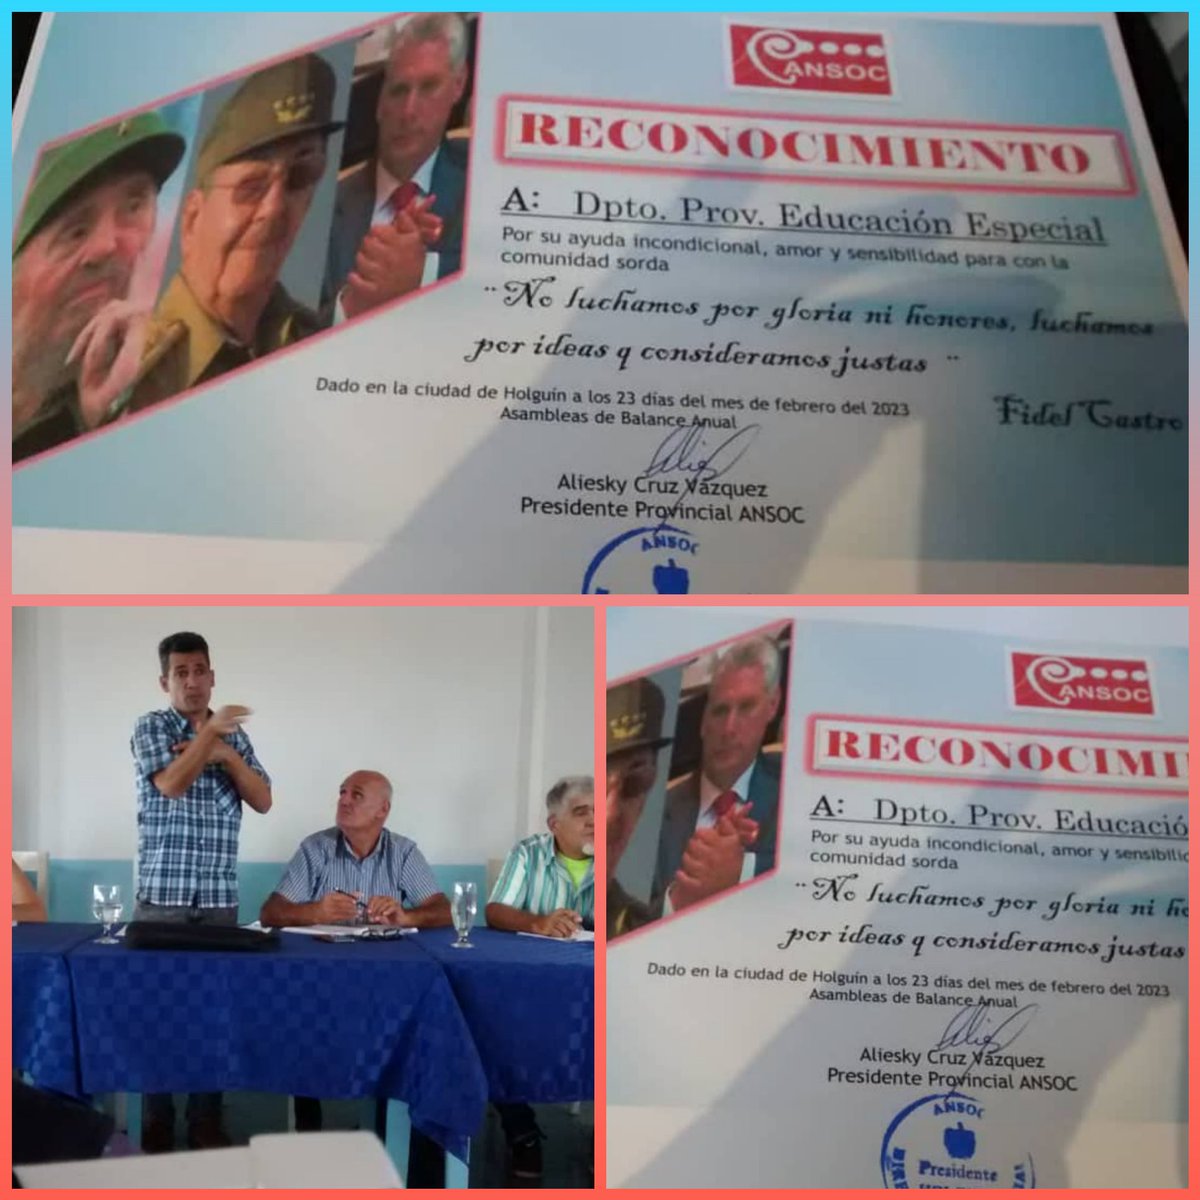 ANSOC
RECONOCIMIENTO
A: Dpto. Prov. Educación Especial
Por su ayuda incondicional, amor y sensibilidad para con la
comunidad sorda
"No luchamos por gloria ni honores, luchamos
por ideas q consideramos justas"
Fidel Castro
Dado en la ciudad de Holguín a los 23 días del mes de febrero del 2023
Asambleas de Balance Anual
Aliesky Cruz Vázquez
Presidente Provincial ANSOC
ANSOC
ANSOC
RECONOCIMI
A: Dpto. Prov. Educació
Por su ayuda incondicional, amor y sensibilid
comunidad sorda
"No luchamos por gloria ni ho
por ideas q consideramos justas
Dado en la ciudad de Holguín a los 23 días del mes de febrero del 2023
Asambleas de Balance Anual
Aliesky Cruz Vázquez
Presidente Provincial ANSOC
ANSOC
Presidente